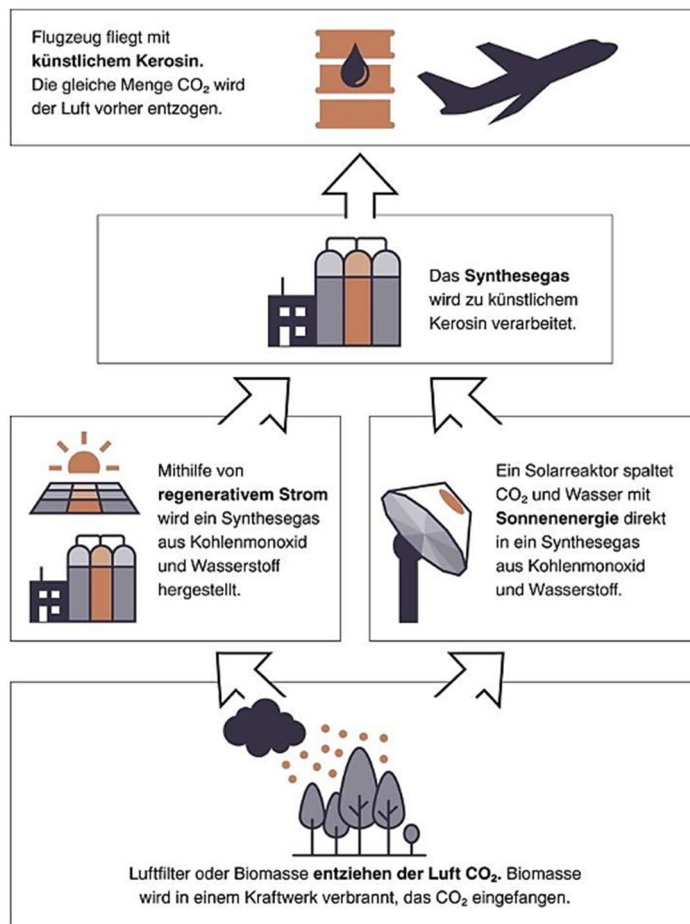 Flugzeug fliegt mit
künstlichem Kerosin.
Die gleiche Menge CO₂ wird
der Luft vorher entzogen.
Das Synthesegas
wird zu künstlichem
Kerosin verarbeitet.
Mithilfe von
regenerativem Strom
wird ein Synthesegas
aus Kohlenmonoxid
und Wasserstoff
hergestellt.
Ein Solarreaktor spaltet
CO₂ und Wasser mit
Sonnenenergie direkt
in ein Synthesegas
aus Kohlenmonoxid
und Wasserstoff.
Luftfilter oder Biomasse entziehen der Luft CO₂. Biomasse
wird in einem Kraftwerk verbrannt, das CO₂ eingefangen.